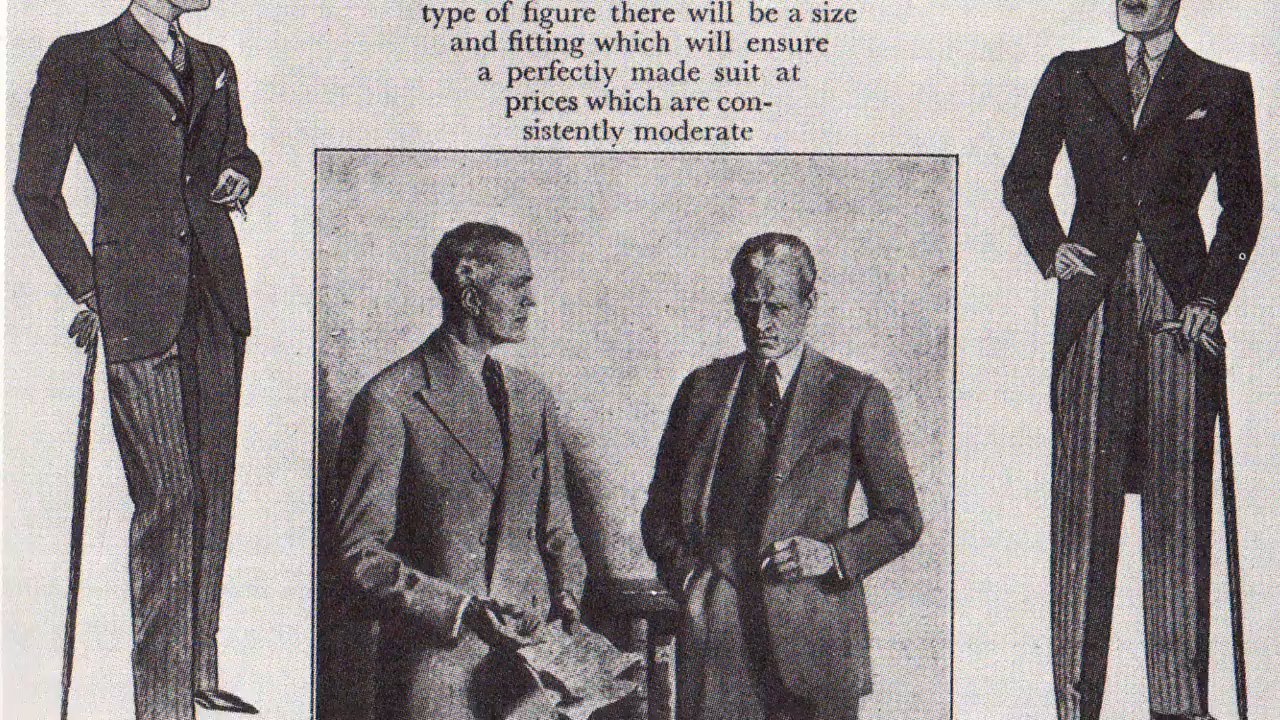 type of figure there will be a size
and fitting which will ensure
a perfectly made suit at
prices which are con-
sistently moderate